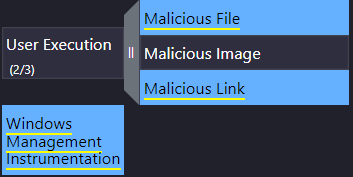 Malicious File
User Execution
(2/3)
||
Malicious Image
Malicious Link
Windows
Management
Instrumentation